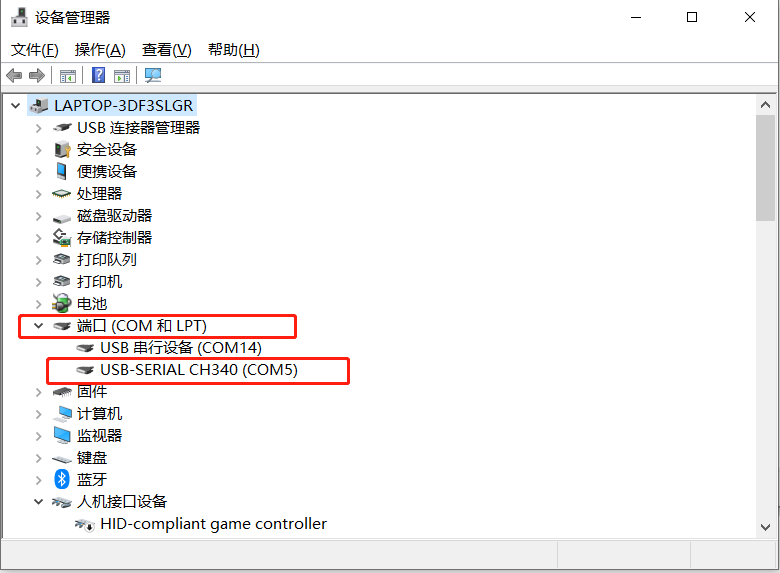 设备管理器
文件(F) 操作(A) 查看(V) 帮助(H)
LAPTOP-3DF3SLGR
USB 连接器管理器
安全设备
便携设备
处理器
磁盘驱动器
存储控制器
打印队列
打印机
电池
端口 (COM 和 LPT)
USB 串行设备 (COM14)
USB-SERIAL CH340 (COM5)
固件
计算机
监视器
键盘
蓝牙
人机接口设备
HID-compliant game controller